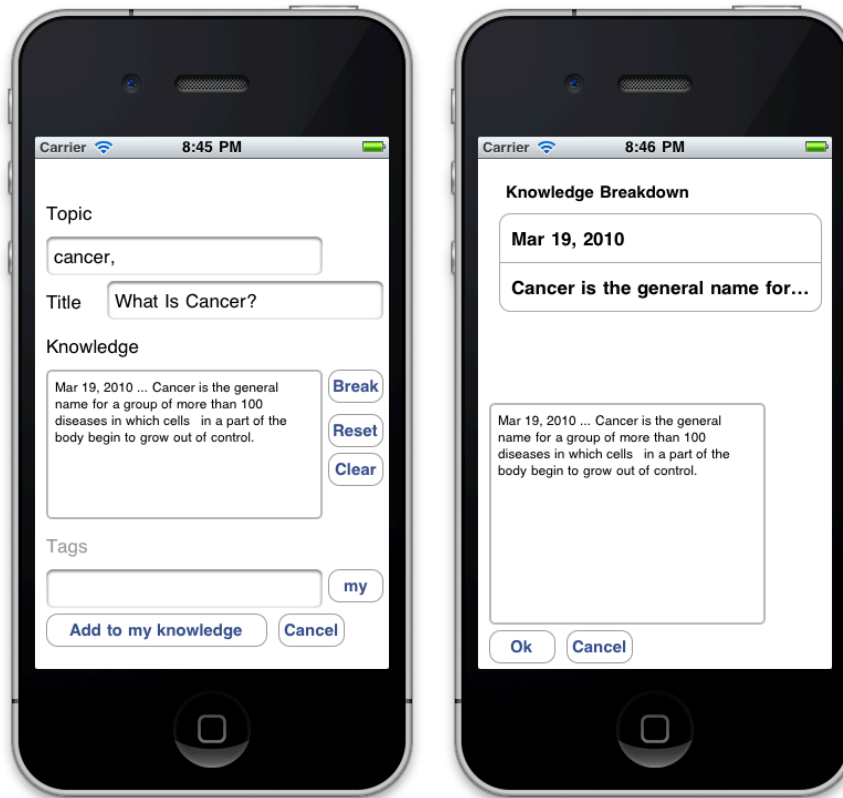 Carrier 8:45 PM
Topic
cancer,
Title What Is Cancer?
Knowledge
Mar 19, 2010 ... Cancer is the general
name for a group of more than 100
diseases in which cells   in a part of the
body begin to grow out of control.
Break
Reset
Clear
Tags
my
Add to my knowledge Cancel
Carrier 8:46 PM
Knowledge Breakdown
Mar 19, 2010
Cancer is the general name for...
Mar 19, 2010 ... Cancer is the general
name for a group of more than 100
diseases in which cells   in a part of the
body begin to grow out of control.
Ok Cancel